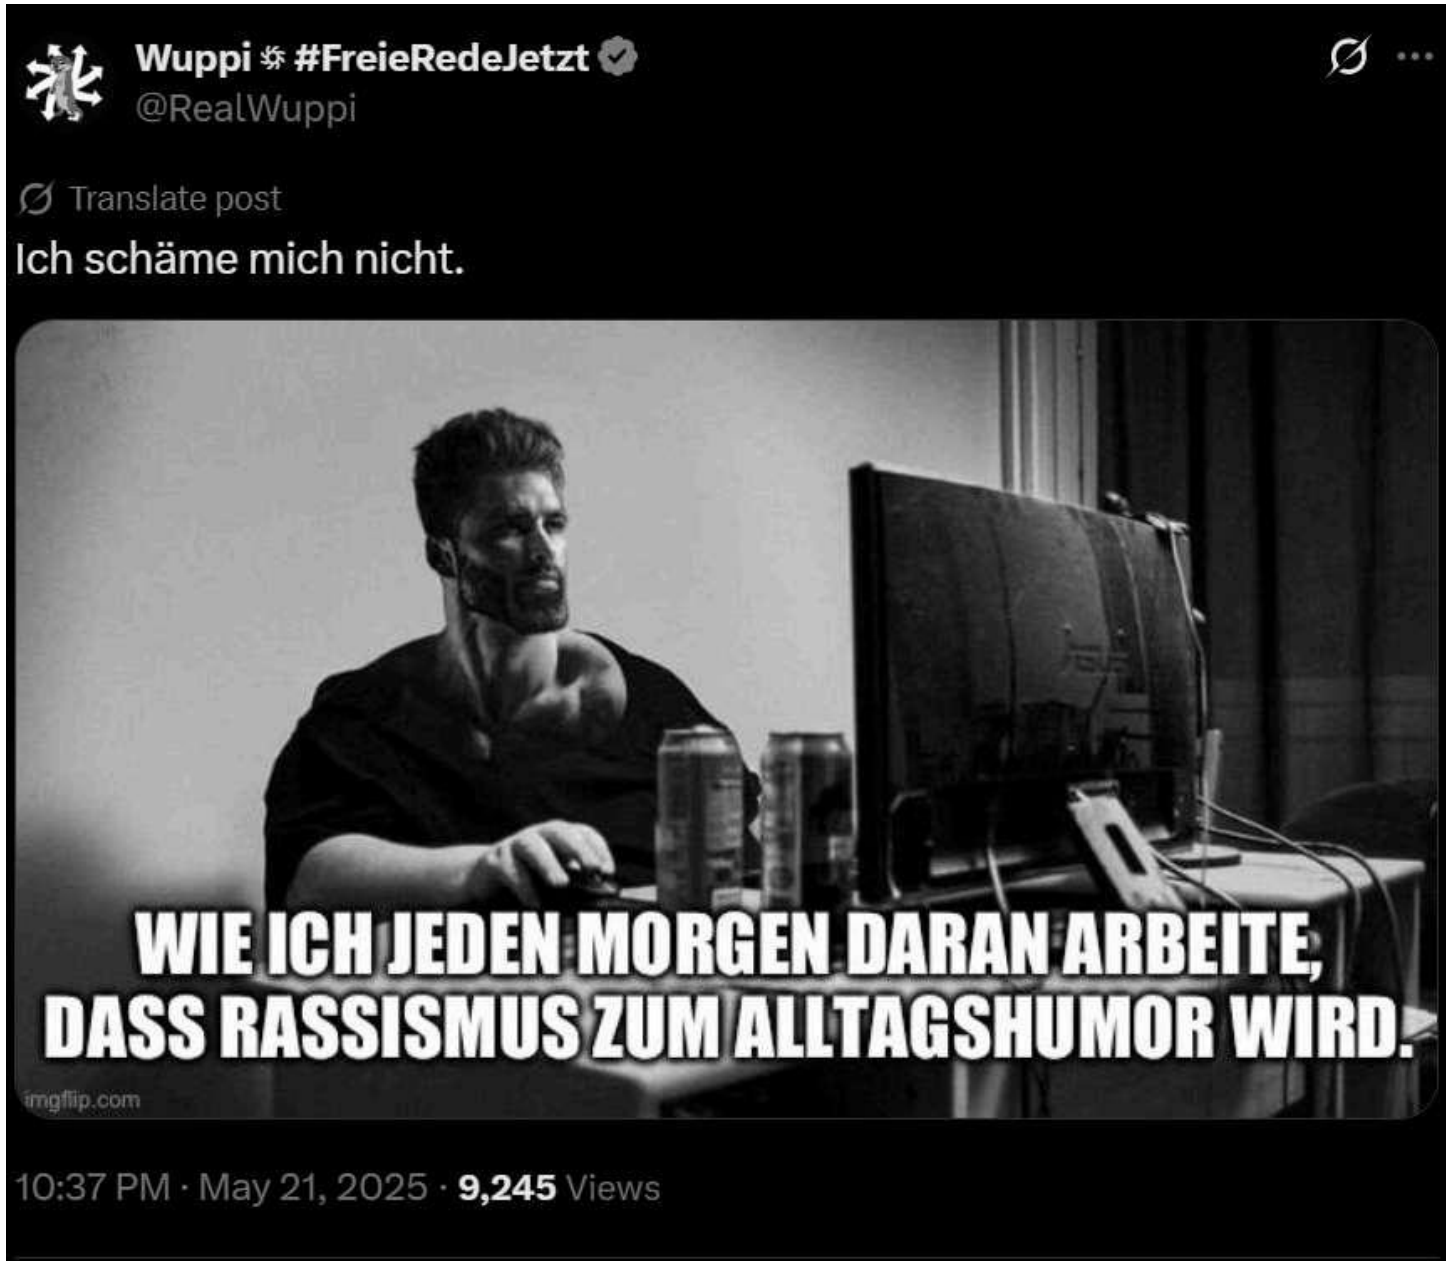 Wuppi #FreieRedeJetzt
@RealWuppi
Translate post
Ich schäme mich nicht.
WIE ICH JEDEN MORGEN DARAN ARBEITE,
DASS RASSISMUS ZUM ALLTAGSHUMOR WIRD.
imgflip.com
10:37 PM · May 21, 2025 · 9,245 Views